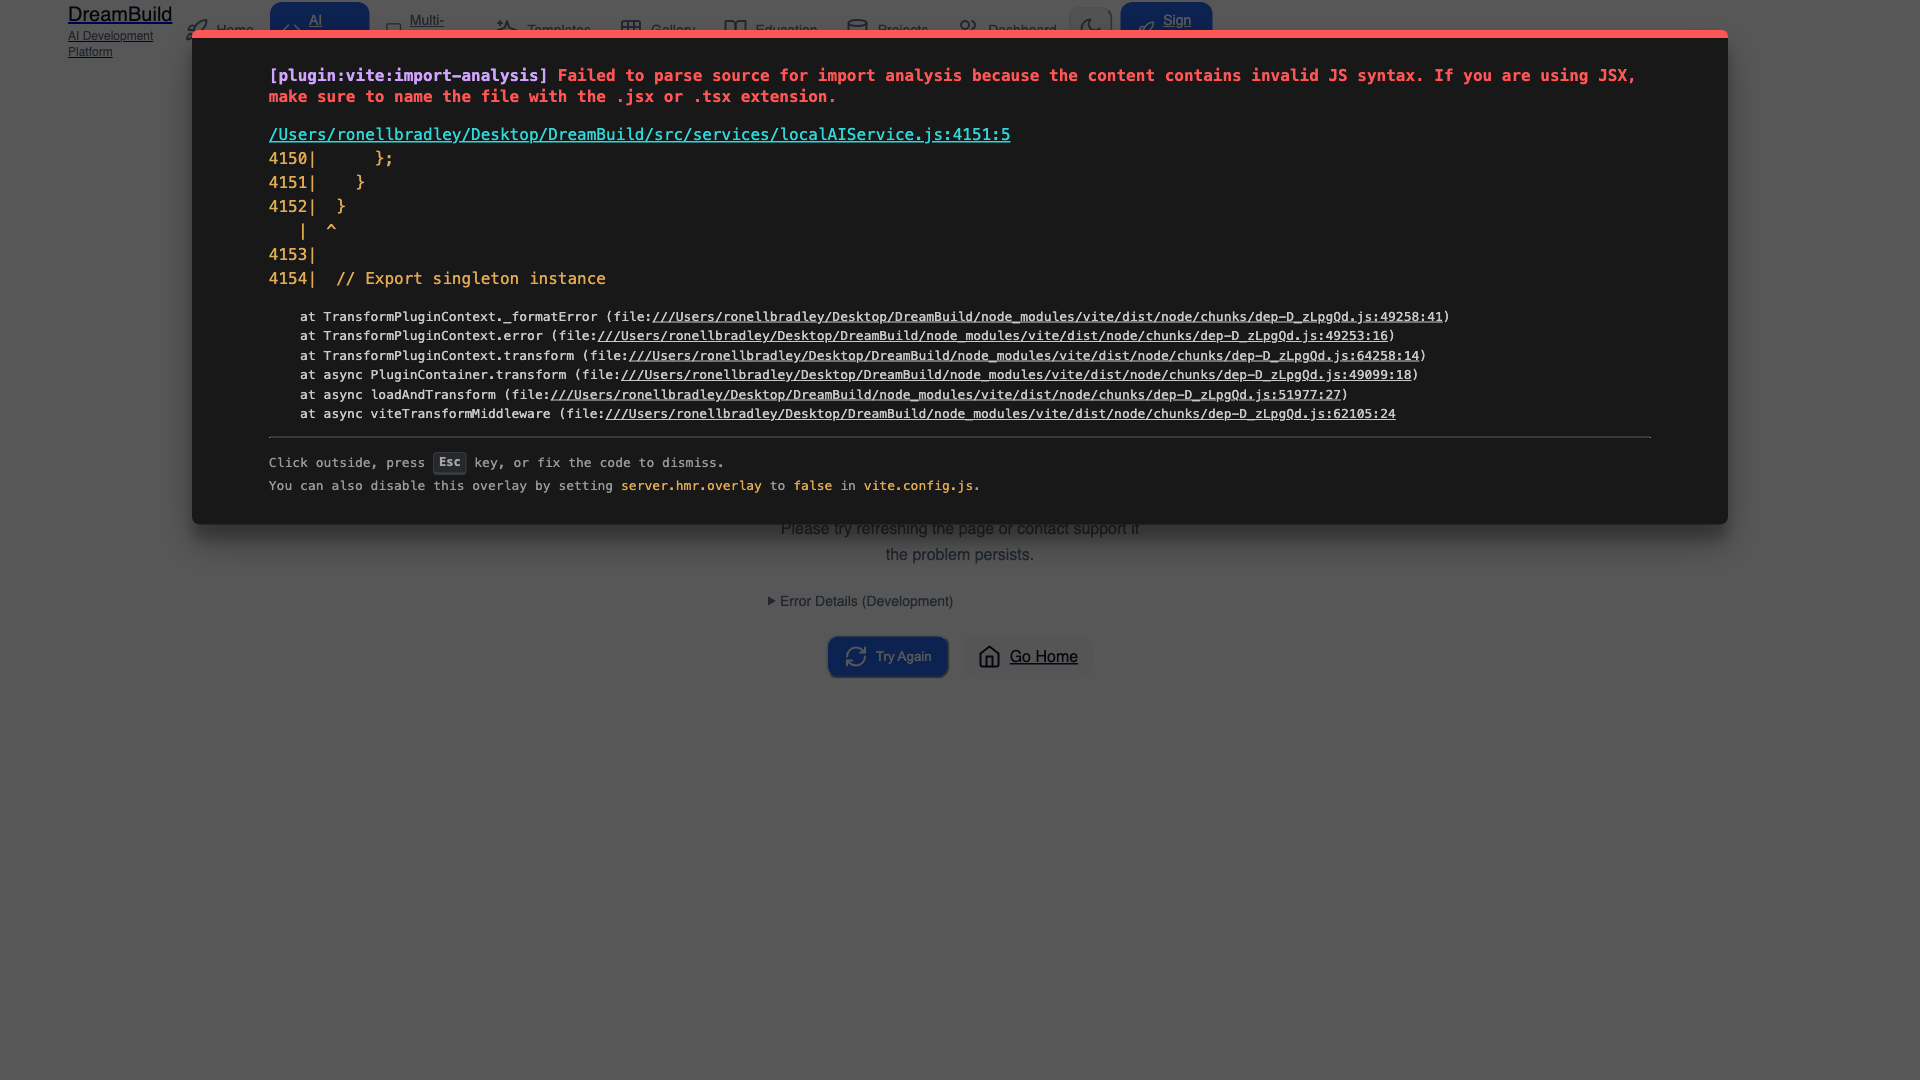 DreamBuild
AI Development
Platform
Home
AI
Multi-
Templates
Gallery
Education
Projects
Dashboard
Sign
[plugin:vite:import-analysis] Failed to parse source for import analysis because the content contains invalid JS syntax. If you are using JSX,
make sure to name the file with the .jsx or .tsx extension.
/Users/ronellbradley/Desktop/DreamBuild/src/services/localAIService.js:4151:5
4150|      };
4151|    }
4152|  }
   |  ^
4153|
4154|  // Export singleton instance
at TransformPluginContext._formatError (file:///Users/ronellbradley/Desktop/DreamBuild/node_modules/vite/dist/node/chunks/dep-D_zLpgQd.js:49258:41)
at TransformPluginContext.error (file:///Users/ronellbradley/Desktop/DreamBuild/node_modules/vite/dist/node/chunks/dep-D_zLpgQd.js:49253:16)
at TransformPluginContext.transform (file:///Users/ronellbradley/Desktop/DreamBuild/node_modules/vite/dist/node/chunks/dep-D_zLpgQd.js:64258:14)
at async PluginContainer.transform (file:///Users/ronellbradley/Desktop/DreamBuild/node_modules/vite/dist/node/chunks/dep-D_zLpgQd.js:49099:18)
at async loadAndTransform (file:///Users/ronellbradley/Desktop/DreamBuild/node_modules/vite/dist/node/chunks/dep-D_zLpgQd.js:51977:27)
at async viteTransformMiddleware (file:///Users/ronellbradley/Desktop/DreamBuild/node_modules/vite/dist/node/chunks/dep-D_zLpgQd.js:62105:24
Click outside, press Esc key, or fix the code to dismiss.
You can also disable this overlay by setting server.hmr.overlay to false in vite.config.js.
Please try refreshing the page or contact support if
the problem persists.
Error Details (Development)
Try Again
Go Home